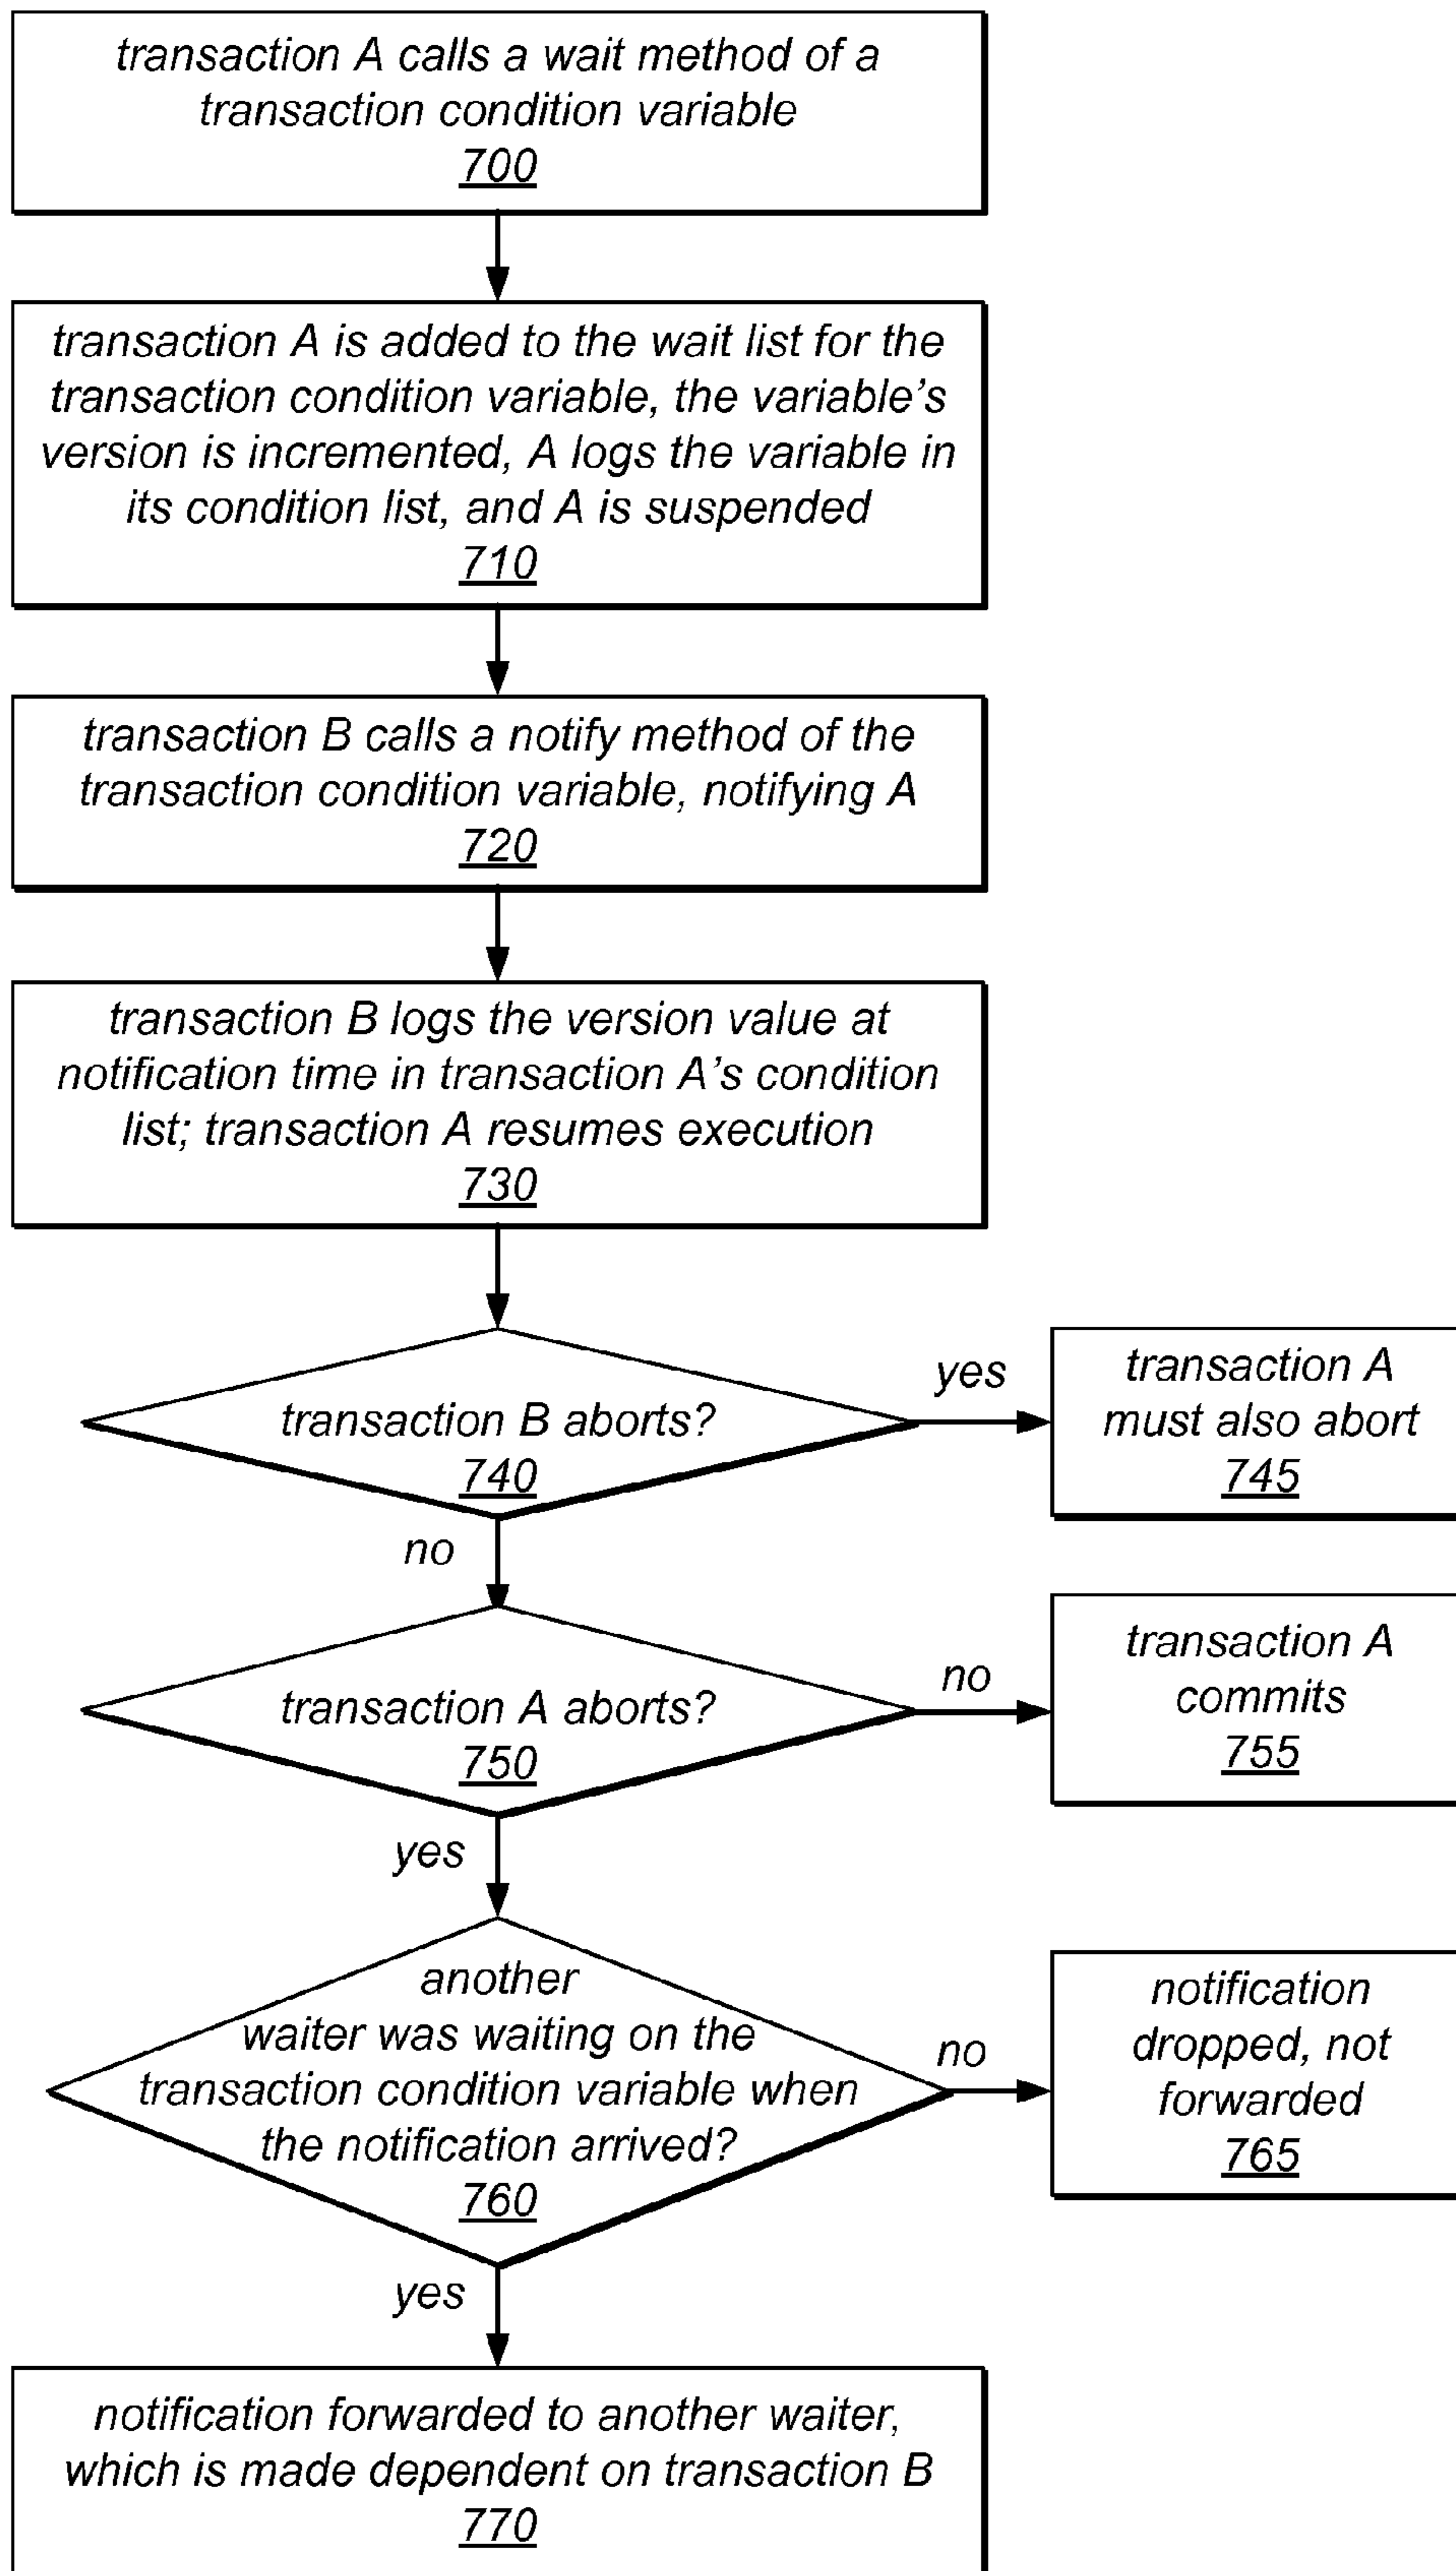 transaction A calls a wait method of a
transaction condition variable
700
transaction A is added to the wait list for the
transaction condition variable, the variable's
version is incremented, A logs the variable in
its condition list, and A is suspended
710
transaction B calls a notify method of the
transaction condition variable, notifying A
720
transaction B logs the version value at
notification time in transaction A's condition
list; transaction A resumes execution
730
transaction B aborts?
740
yes
transaction A
must also abort
745
no
transaction A aborts?
750
no
transaction A
commits
755
yes
another
waiter was waiting on the
transaction condition variable when
the notification arrived?
760
no
notification
dropped, not
forwarded
765
yes
notification forwarded to another waiter,
which is made dependent on transaction B
770